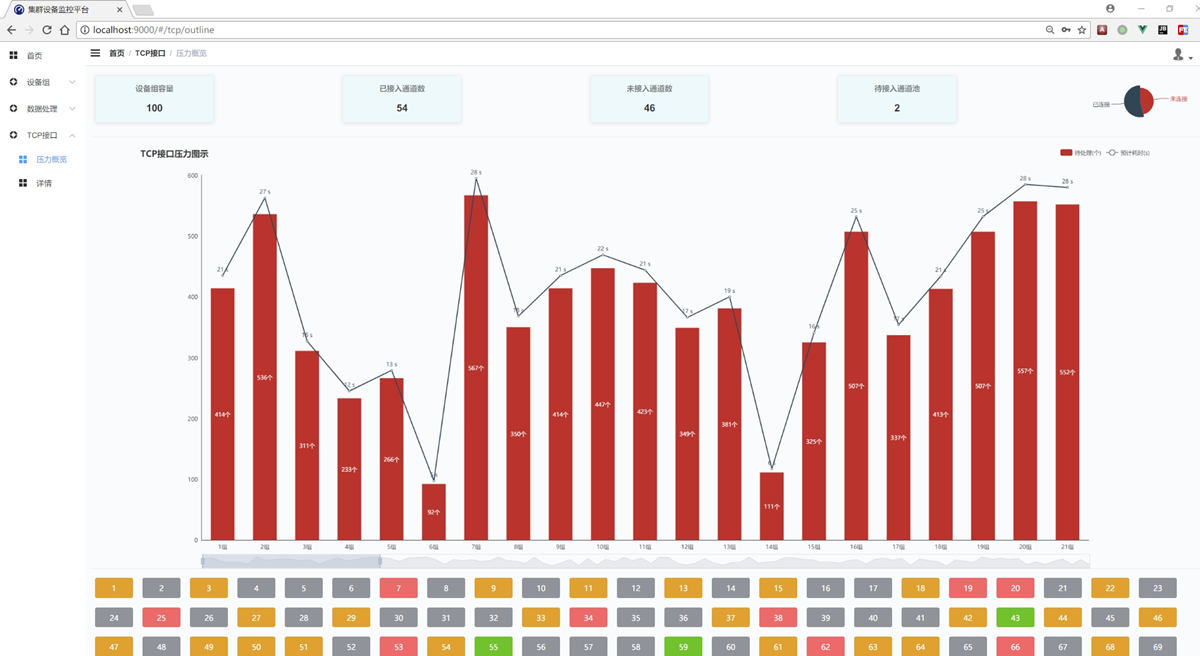 集群设备监控平台
localhost:9000/#/tcp/outline
首页
设备组
数据处理
TCP接口
压力概览
详情
首页 / TCP接口 / 压力概览
设备组容量
100
已接入通道数
54
未接入通道数
46
待接入通道池
2
已连接
未连接
TCP接口压力图示
待处理(个) 预计耗时(s)
600
500
400
300
200
100
0
21 s
27 s
16 s
12 s
13 s
28 s
21 s
22 s
21 s
17 s
19 s
16 s
25 s
17 s
21 s
25 s
28 s
28 s
414个
536个
311个
233个
266个
92个
567个
350个
414个
447个
423个
349个
381个
111个
325个
507个
337个
413个
507个
557个
552个
1组 2组 3组 4组 5组 6组 7组 8组 9组 10组 11组 12组 13组 14组 15组 16组 17组 18组 19组 20组 21组
1 2 3 4 5 6 7 8 9 10 11 12 13 14 15 16 17 18 19 20 21 22 23
24 25 26 27 28 29 30 31 32 33 34 35 36 37 38 39 40 41 42 43 44 45 46
47 48 49 50 51 52 53 54 55 56 57 58 59 60 61 62 63 64 65 66 67 68 69